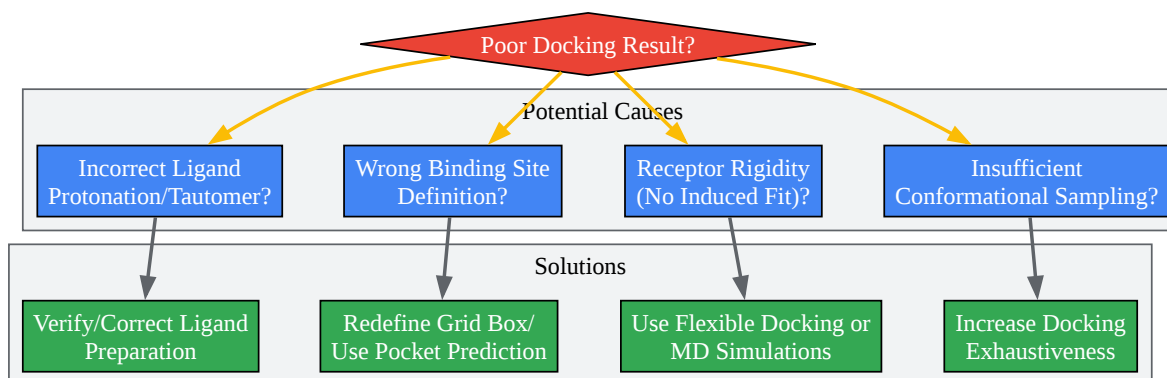 Poor Docking Result?
Potential Causes
Incorrect Ligand
Protonation/Tautomer?
Wrong Binding Site
Definition?
Receptor Rigidity
(No Induced Fit)?
Insufficient
Conformational Sampling?
Solutions
Verify/Correct Ligand
Preparation
Redefine Grid Box/
Use Pocket Prediction
Use Flexible Docking or
MD Simulations
Increase Docking
Exhaustiveness